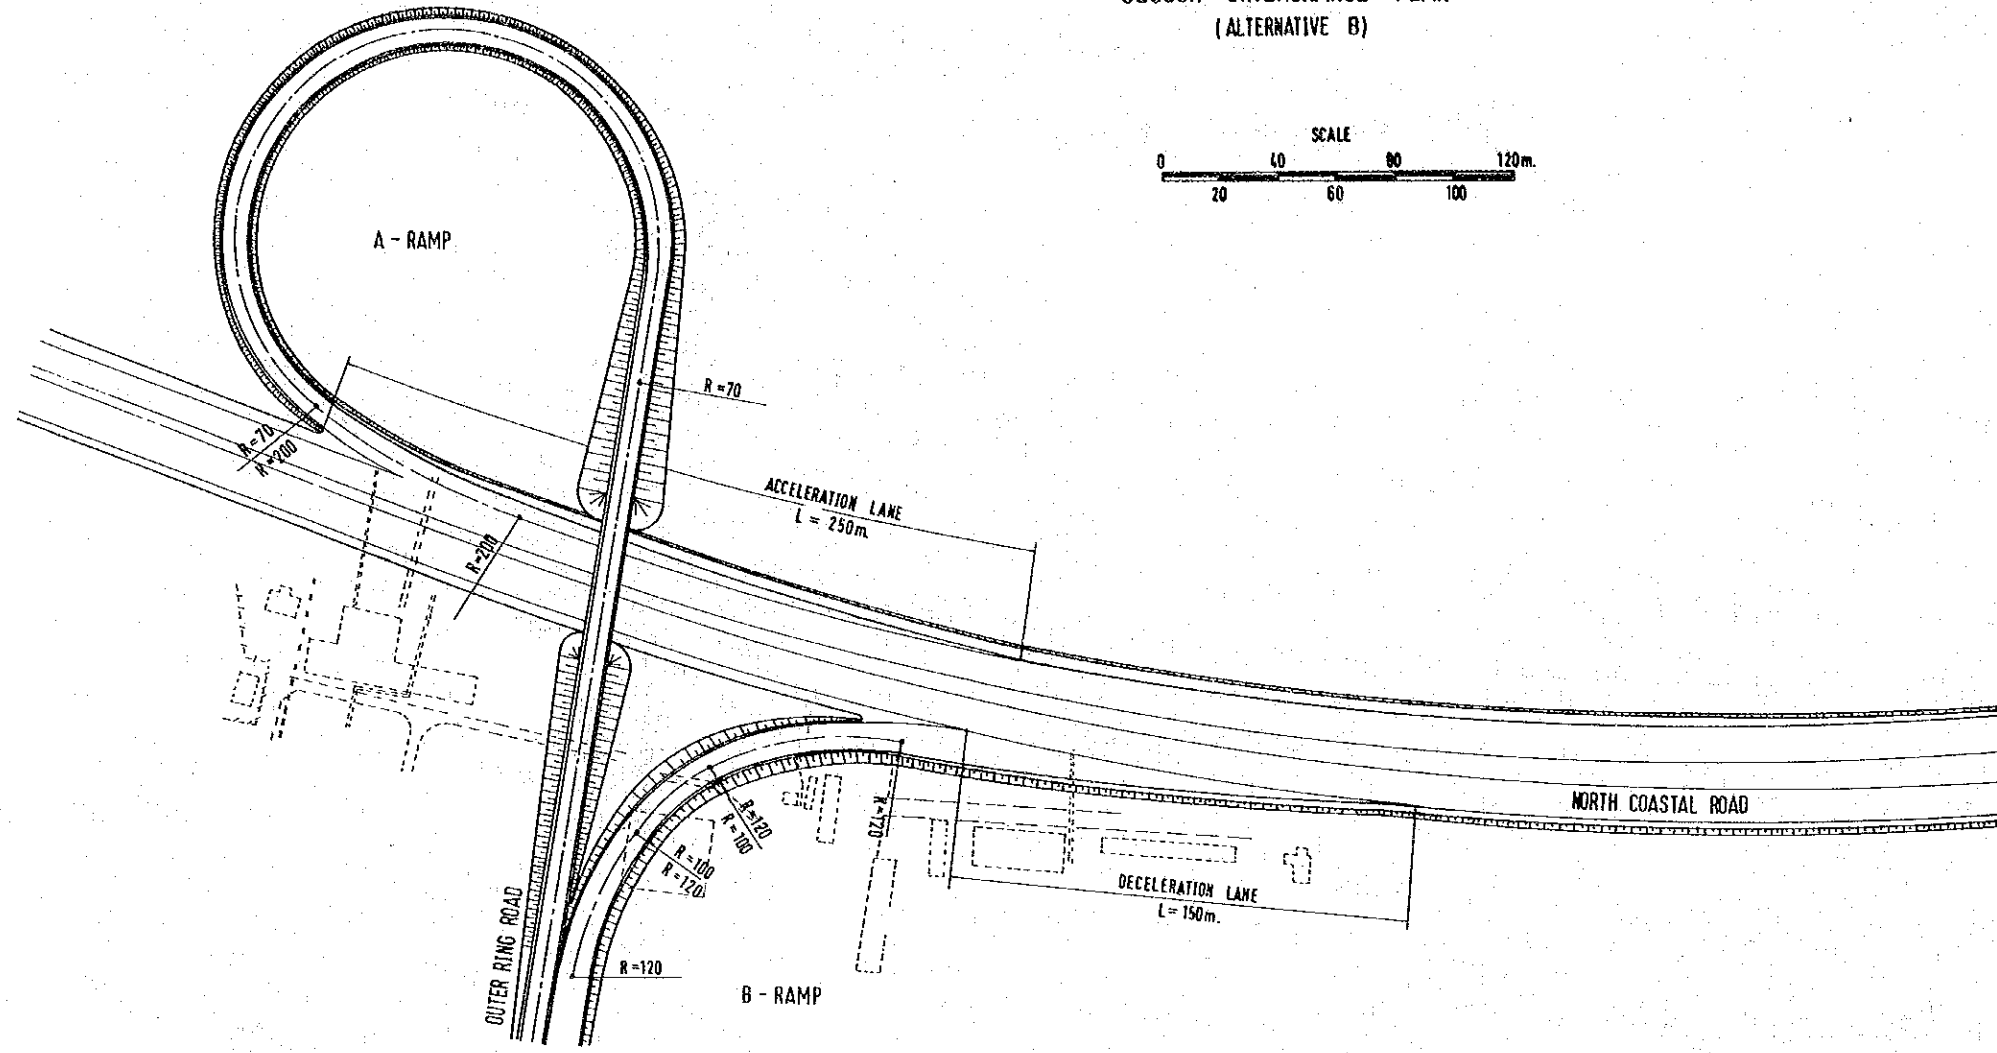 (ALTERNATIVE B)
SCALE
0 40 80 120m.
20 60 100
A - RAMP
R=70
R=70
R=200
ACCELERATION LANE
L = 250m.
R=200
NORTH COASTAL ROAD
R=120
R=100
R=120
R=100
R=120
DECELERATION LANE
L= 150m.
OUTER RING ROAD
R=120
B - RAMP